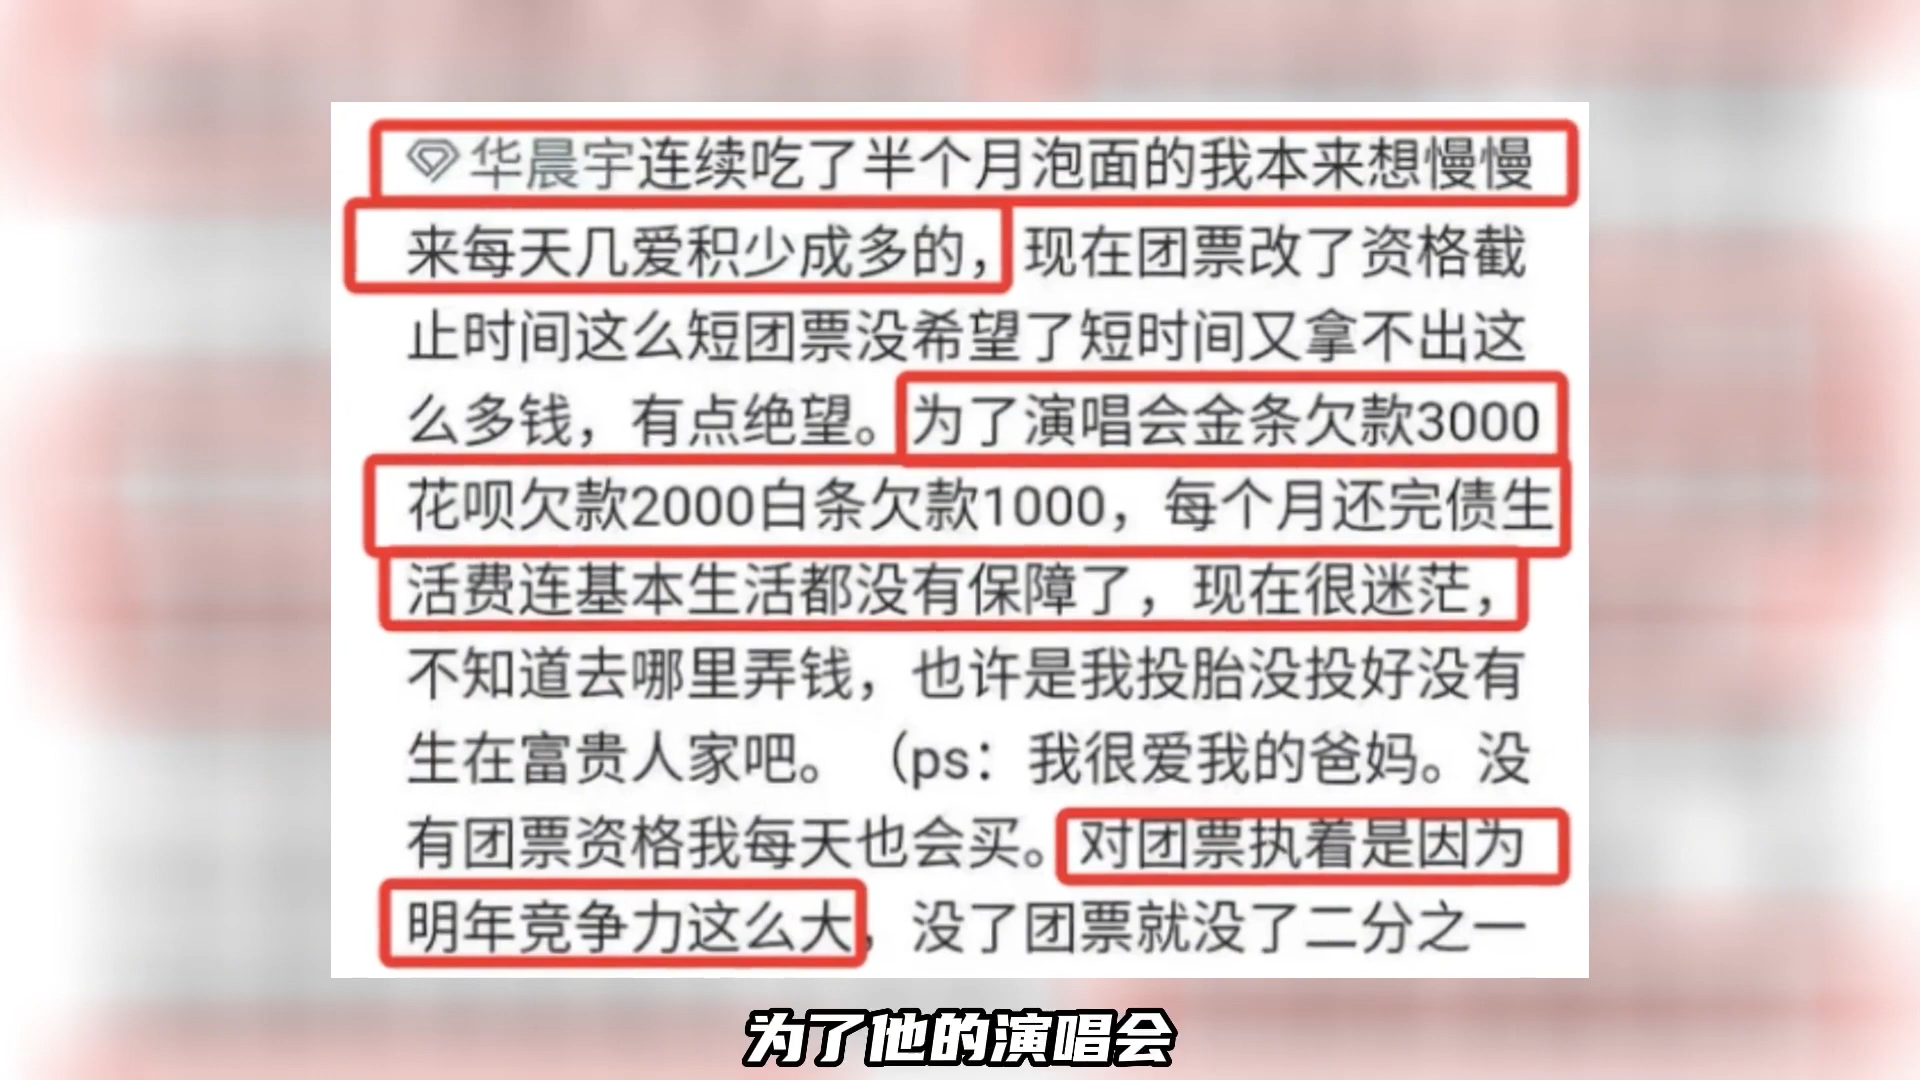 华晨宇连续吃了半个月泡面的我本来想慢慢
来每天几爱积少成多的，现在团票改了资格截
止时间这么短团票没希望了短时间又拿不出这
么多钱，有点绝望。为了演唱会金条欠款3000
花呗欠款2000白条欠款1000，每个月还完债生
活费连基本生活都没有保障了，现在很迷茫，
不知道去哪里弄钱，也许是我投胎没投好没有
生在富贵人家吧。（ps：我很爱我的爸妈。没
有团票资格我每天也会买。对团票执着是因为
明年竞争力这么大，没了团票就没了二分之一
为了他的演唱会